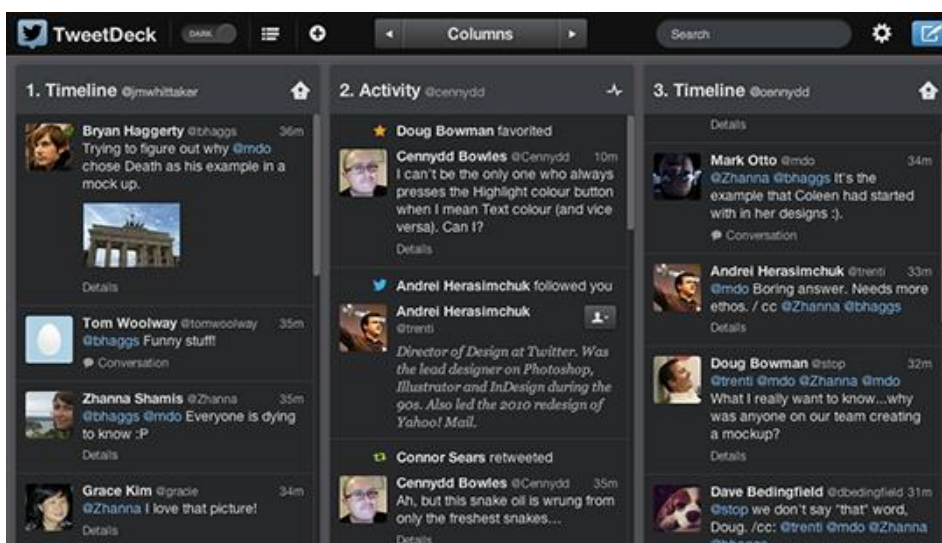 TweetDeck DARK Columns Search
1. Timeline @jmwhittaker
Bryan Haggerty @bhaggs 36m
Trying to figure out why @mdo
chose Death as his example in a
mock up.
Details
Tom Woolway @tomwoolway 35m
@bhaggs Funny stuff!
Conversation
Zhanna Shamis @Zhanna 35m
@bhaggs @mdo Everyone is dying
to know :P
Details
Grace Kim @gracie 34m
@Zhanna I love that picture!
Details
2. Activity @cennydd
Doug Bowman favorited
Cennydd Bowles @Cennydd 10m
I can't be the only one who always
presses the Highlight colour button
when I mean Text colour (and vice
versa). Can I?
Details
Andrei Herasimchuk followed you
Andrei Herasimchuk
@trenti
Director of Design at Twitter. Was
the lead designer on Photoshop,
Illustrator and InDesign during the
90s. Also led the 2010 redesign of
Yahoo! Mail.
Connor Sears retweeted
Cennydd Bowles @Cennydd 35m
Ah, but this snake oil is wrung from
only the freshest snakes...
Details
3. Timeline @cennydd
Details
Mark Otto @mdo 34m
@Zhanna @bhaggs It's the
example that Coleen had started
with in her designs :).
Conversation
Andrei Herasimchuk @trenti 33m
@mdo Boring answer. Needs more
ethos. / cc @Zhanna @bhaggs
Details
Doug Bowman @stop 32m
@trenti @mdo @Zhanna @mdo
What I really want to know...why
was anyone on our team creating
a mockup?
Details
Dave Bedingfield @dbedingfield 31m
@stop we don't say "that" word,
Doug. /cc: @trenti @mdo @Zhanna